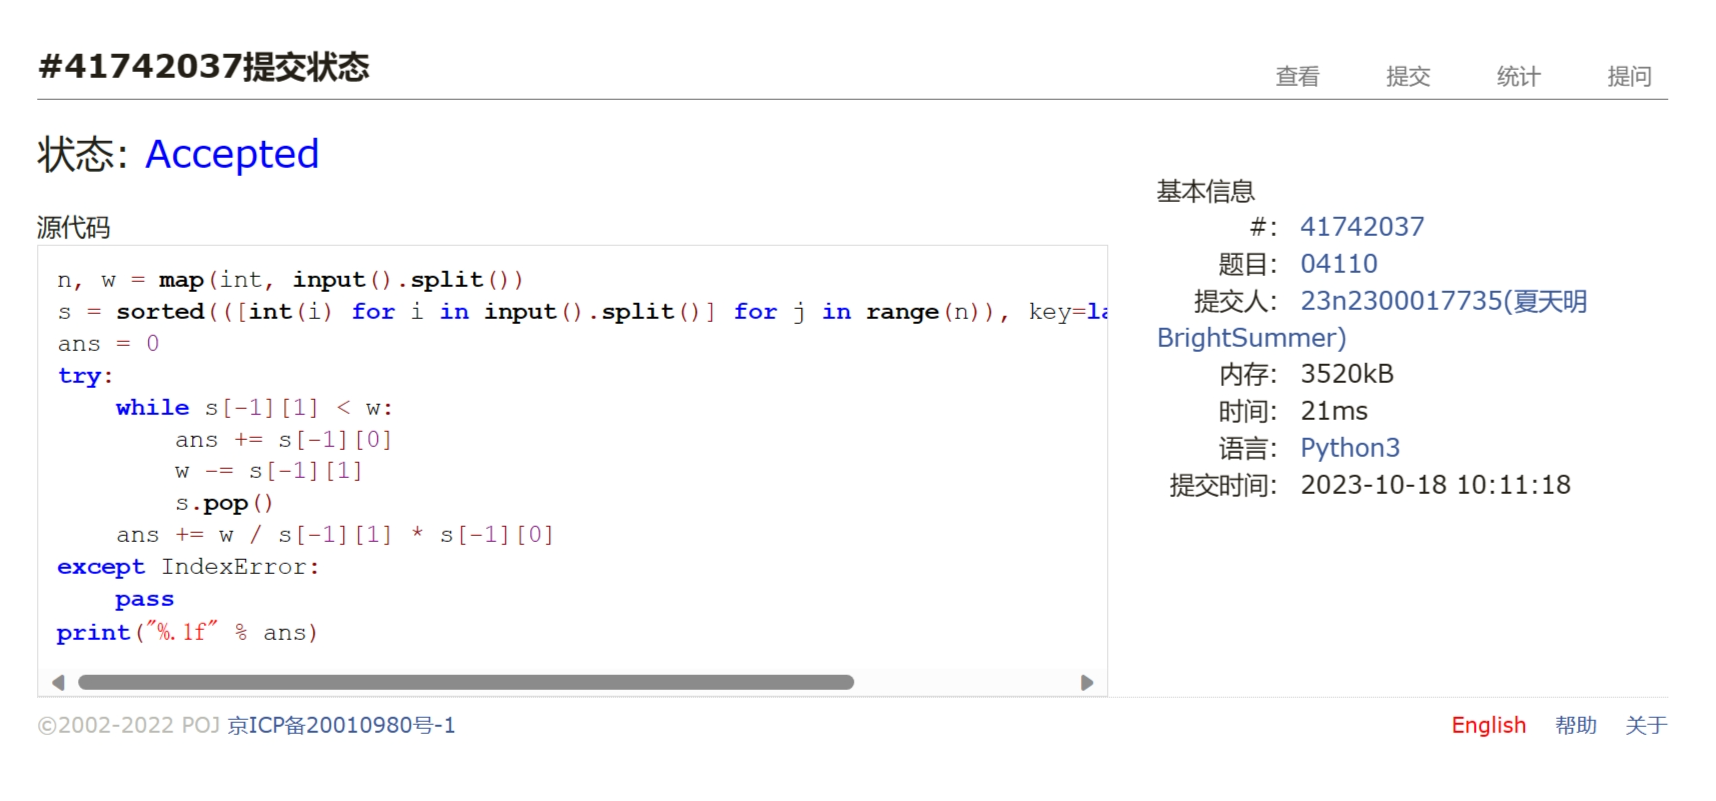 #41742037提交状态
查看 提交 统计 提问
状态: Accepted
源代码
n, w = map(int, input().split())
s = sorted(([int(i) for i in input().split()] for j in range(n)), key=la
ans = 0
try:
    while s[-1][1] < w:
        ans += s[-1][0]
        w -= s[-1][1]
        s.pop()
    ans += w / s[-1][1] * s[-1][0]
except IndexError:
    pass
print("%.1f" % ans)
基本信息
#: 41742037
题目: 04110
提交人: 23n2300017735(夏天明
BrightSummer)
内存: 3520kB
时间: 21ms
语言: Python3
提交时间: 2023-10-18 10:11:18
©2002-2022 POJ 京ICP备20010980号-1
English 帮助 关于